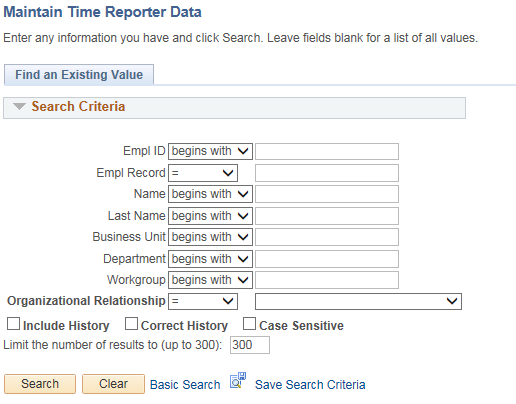 Maintain Time Reporter Data
Enter any information you have and click Search. Leave fields blank for a list of all values.
Find an Existing Value
Search Criteria
Empl ID begins with
Empl Record =
Name begins with
Last Name begins with
Business Unit begins with
Department begins with
Workgroup begins with
Organizational Relationship =
Include History Correct History Case Sensitive
Limit the number of results to (up to 300): 300
Search Clear Basic Search Save Search Criteria